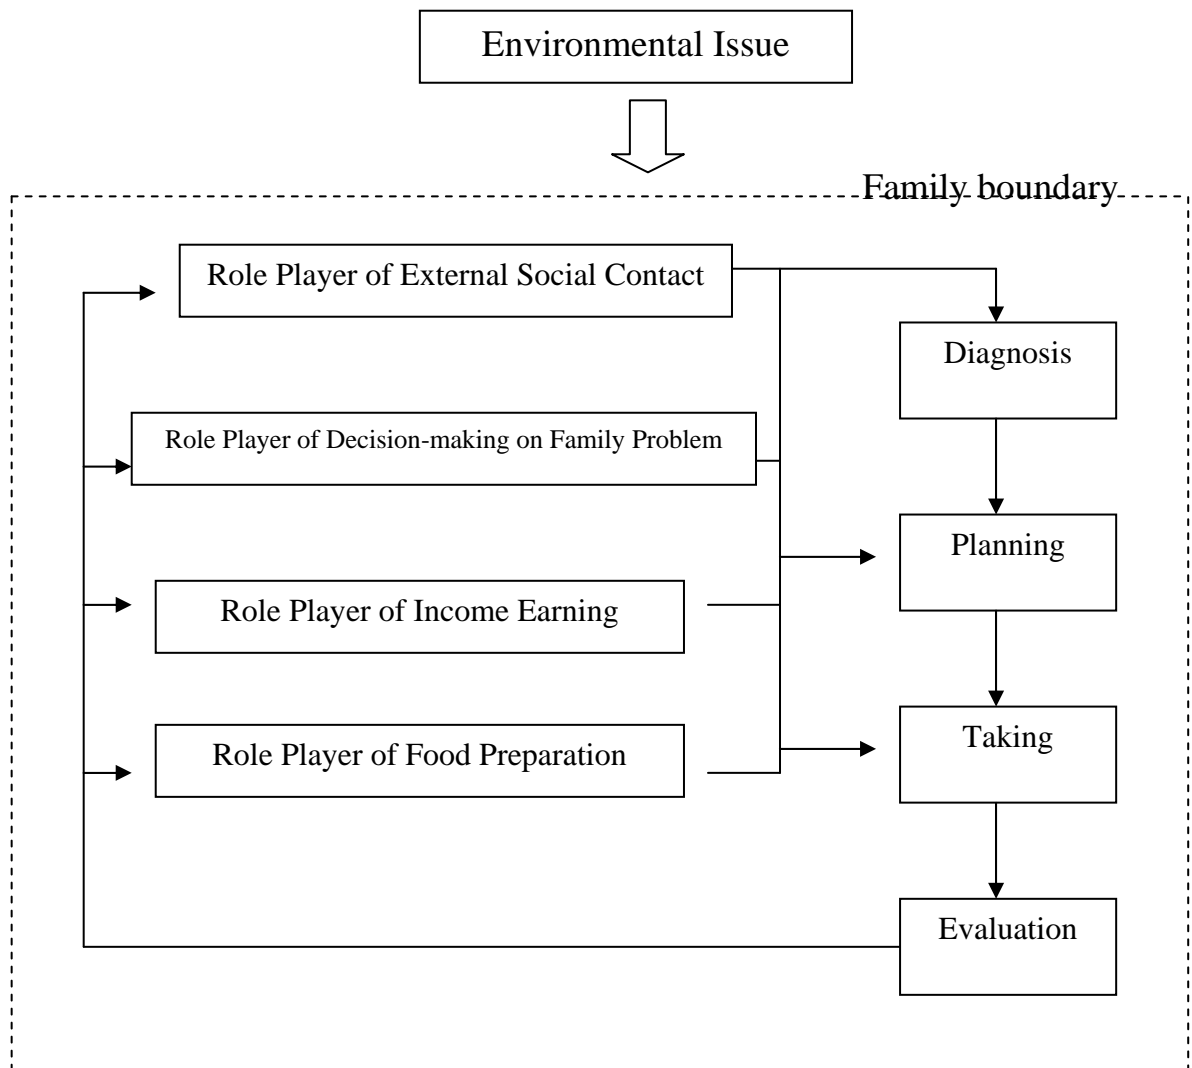 Environmental Issue
Family boundary
Role Player of External Social Contact
Diagnosis
Role Player of Decision-making on Family Problem
Planning
Role Player of Income Earning
Taking
Role Player of Food Preparation
Evaluation